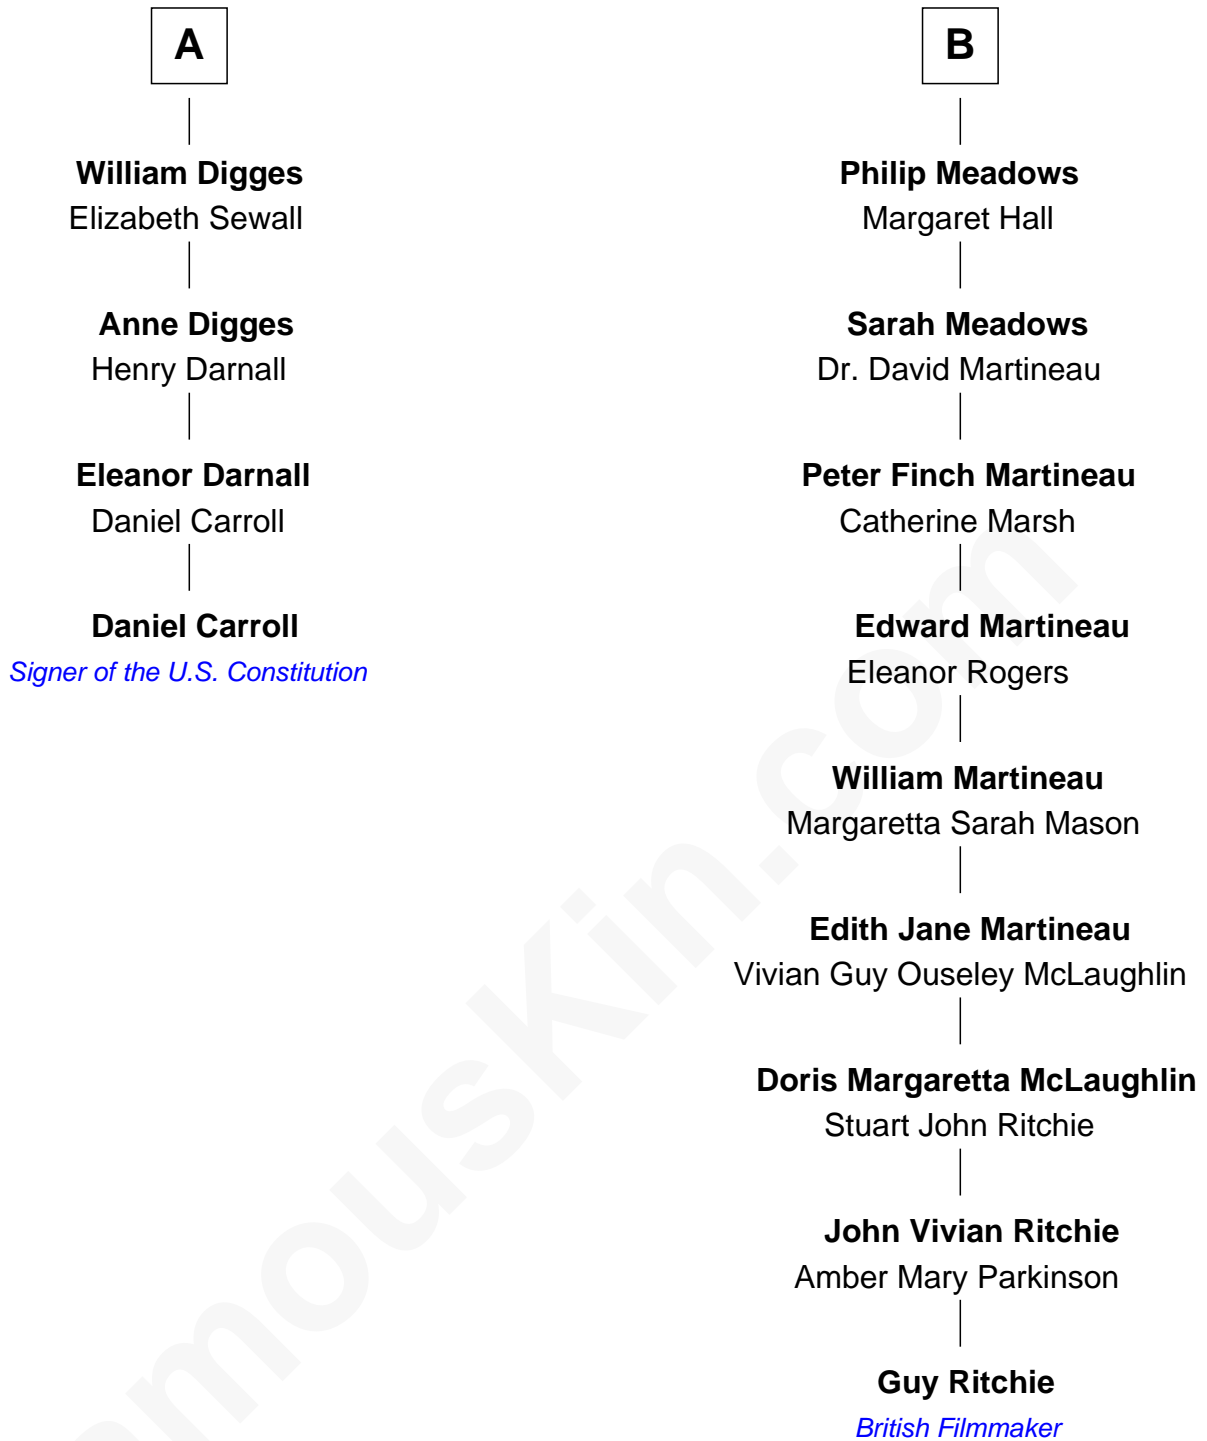 A
William Digges
Elizabeth Sewall
Anne Digges
Henry Darnall
Eleanor Darnall
Daniel Carroll
Daniel Carroll
Signer of the U.S. Constitution
B
Philip Meadows
Margaret Hall
Sarah Meadows
Dr. David Martineau
Peter Finch Martineau
Catherine Marsh
Edward Martineau
Eleanor Rogers
William Martineau
Margaretta Sarah Mason
Edith Jane Martineau
Vivian Guy Ouseley McLaughlin
Doris Margaretta McLaughlin
Stuart John Ritchie
John Vivian Ritchie
Amber Mary Parkinson
Guy Ritchie
British Filmmaker
amousKin.com